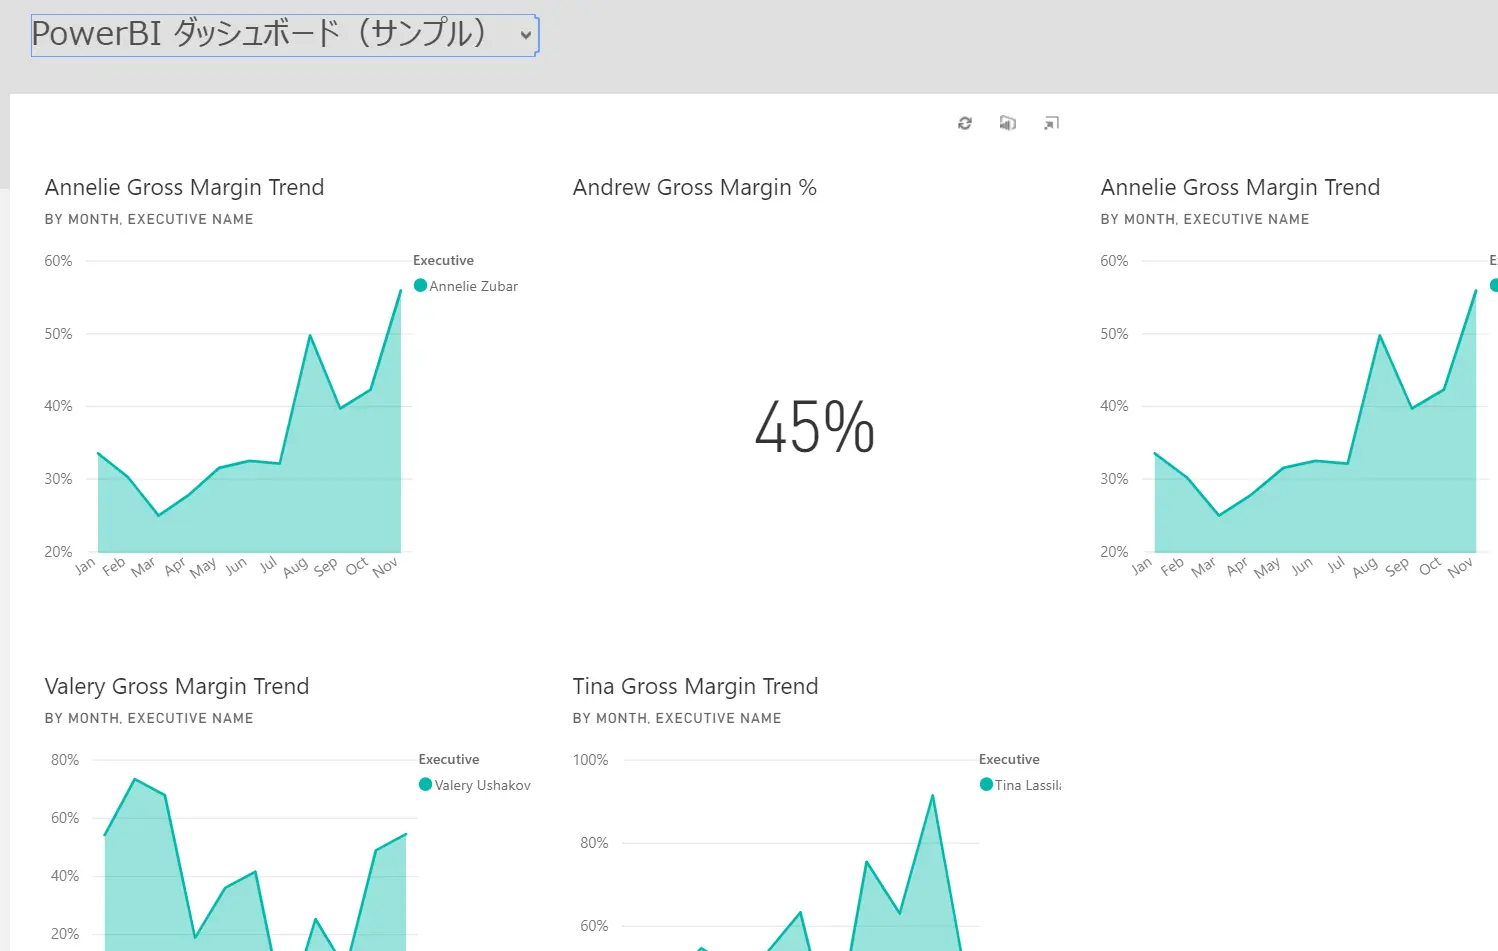 PowerBI ダッシュボード（サンプル）
Annelie Gross Margin Trend
BY MONTH, EXECUTIVE NAME
60%
50%
40%
30%
20%
Executive
Annelie Zubar
Jan Feb Mar Apr May Jun Jul Aug Sep Oct Nov
Andrew Gross Margin %
45%
Annelie Gross Margin Trend
BY MONTH, EXECUTIVE NAME
60%
50%
40%
30%
20%
Jan Feb Mar Apr May Jun Jul Aug Sep Oct Nov
Valery Gross Margin Trend
BY MONTH, EXECUTIVE NAME
80%
60%
40%
20%
Executive
Valery Ushakov
Tina Gross Margin Trend
BY MONTH, EXECUTIVE NAME
100%
80%
60%
Executive
Tina